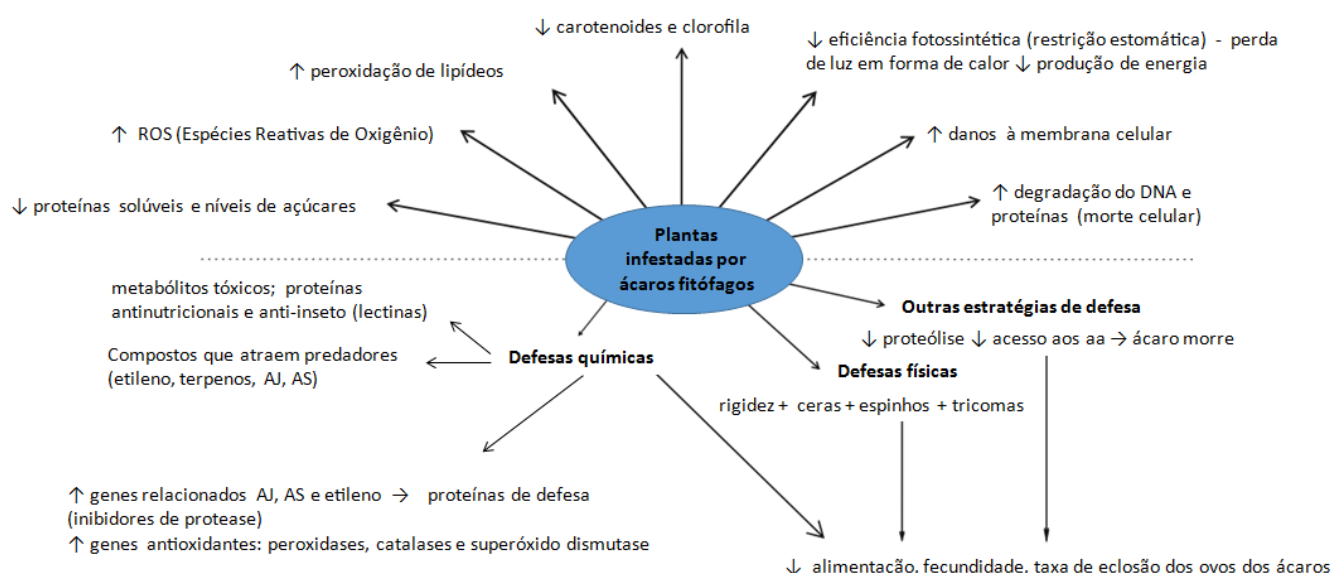 ↓ carotenoides e clorofila
↓ eficiência fotossintética (restrição estomática) - perda
de luz em forma de calor ↓ produção de energia
↑ peroxidação de lipídeos
↑ ROS (Espécies Reativas de Oxigênio)
↑ danos à membrana celular
↓ proteínas solúveis e níveis de açúcares
↑ degradação do DNA e
proteínas (morte celular)
Plantas
infestadas por
ácaros fitófagos
metabólitos tóxicos; proteínas
antinutricionais e anti-inseto (lectinas)
Compostos que atraem predadores
(etileno, terpenos, AJ, AS)
Defesas químicas
Outras estratégias de defesa
↓ proteólise ↓ acesso aos aa → ácaro morre
Defesas físicas
rigidez + ceras + espinhos + tricomas
↑ genes relacionados AJ, AS e etileno → proteínas de defesa
(inibidores de protease)
↑ genes antioxidantes: peroxidases, catalases e superóxido dismutase
↓ alimentação, fecundidade, taxa de eclosão dos ovos dos ácaros